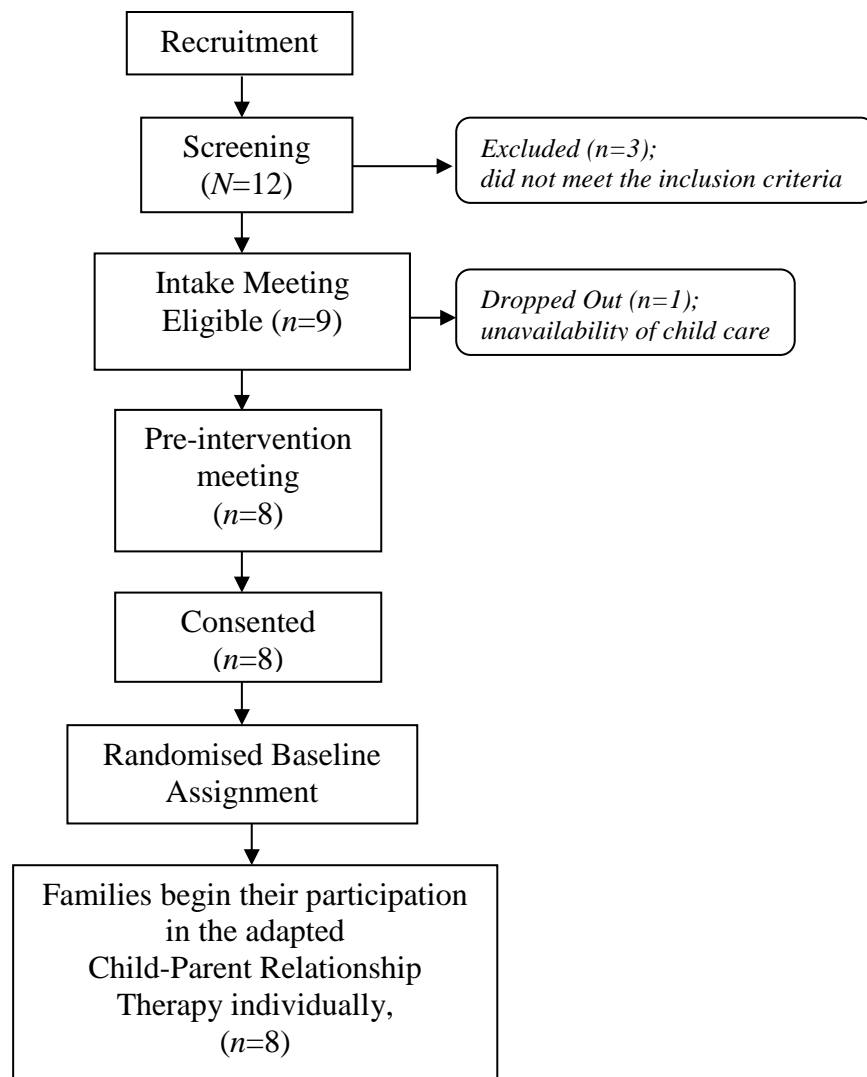 Recruitment
Screening
(N=12)
Excluded (n=3);
did not meet the inclusion criteria
Intake Meeting
Eligible (n=9)
Dropped Out (n=1);
unavailability of child care
Pre-intervention
meeting
(n=8)
Consented
(n=8)
Randomised Baseline
Assignment
Families begin their participation
in the adapted
Child-Parent Relationship
Therapy individually,
(n=8)